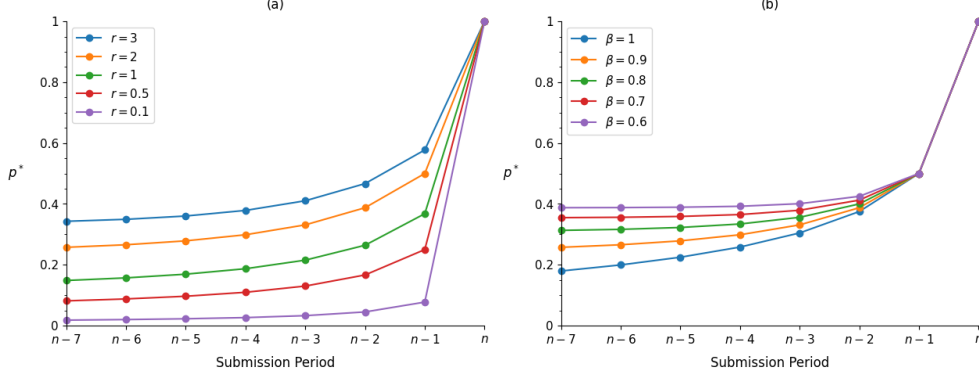 (a)
1
0.8
0.6
p*
0.4
0.2
0
r = 3
r = 2
r = 1
r = 0.5
r = 0.1
n − 7 n − 6 n − 5 n − 4 n − 3 n − 2 n − 1 n
Submission Period
(b)
1
0.8
0.6
p*
0.4
0.2
0
β = 1
β = 0.9
β = 0.8
β = 0.7
β = 0.6
n − 7 n − 6 n − 5 n − 4 n − 3 n − 2 n − 1 n
Submission Period